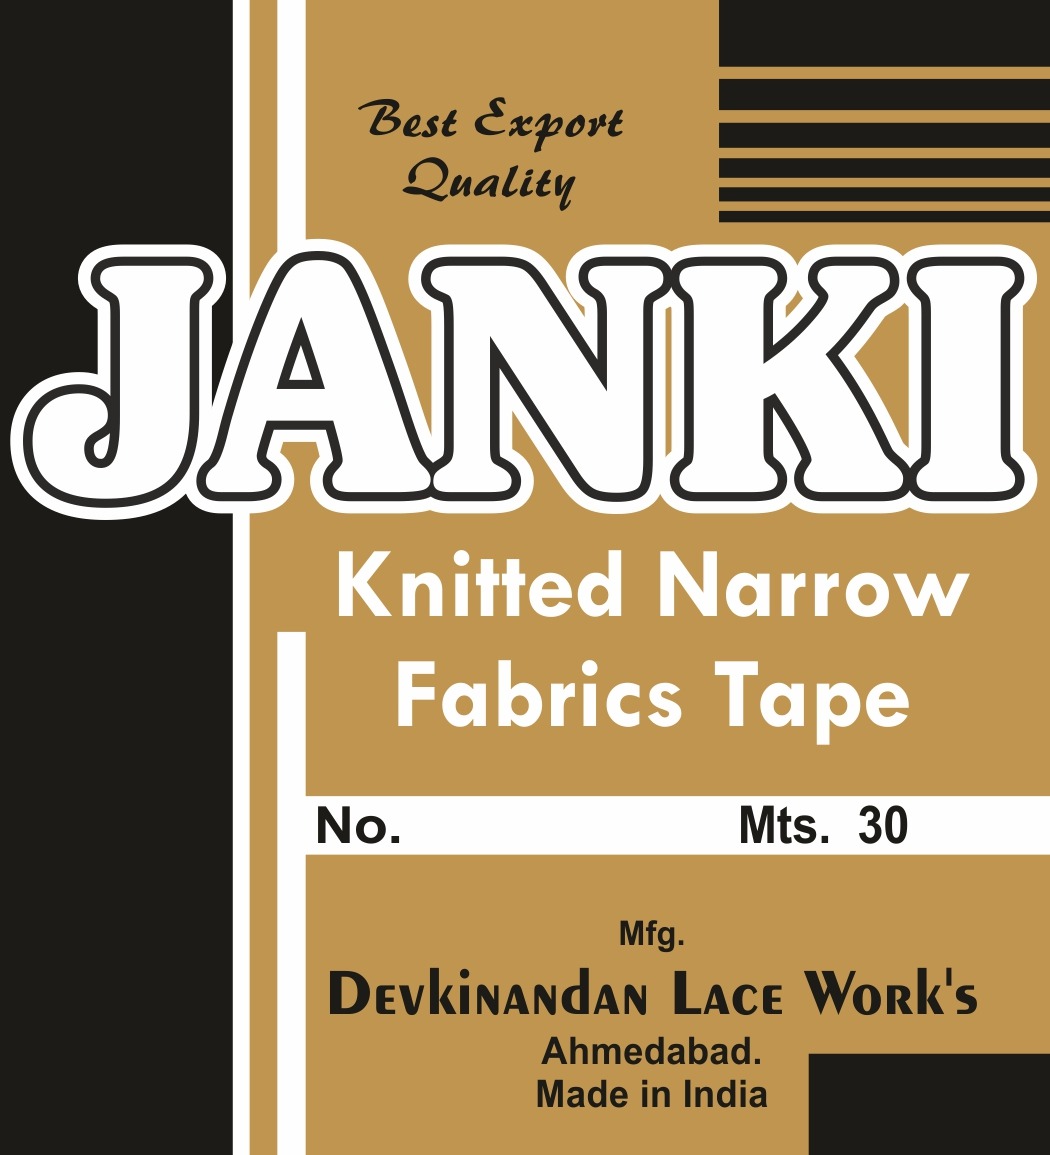 Best Export
Quality
JANKI
Knitted Narrow
Fabrics Tape
No. Mts. 30
Mfg.
Devkinandan Lace Work's
Ahmedabad.
Made in India